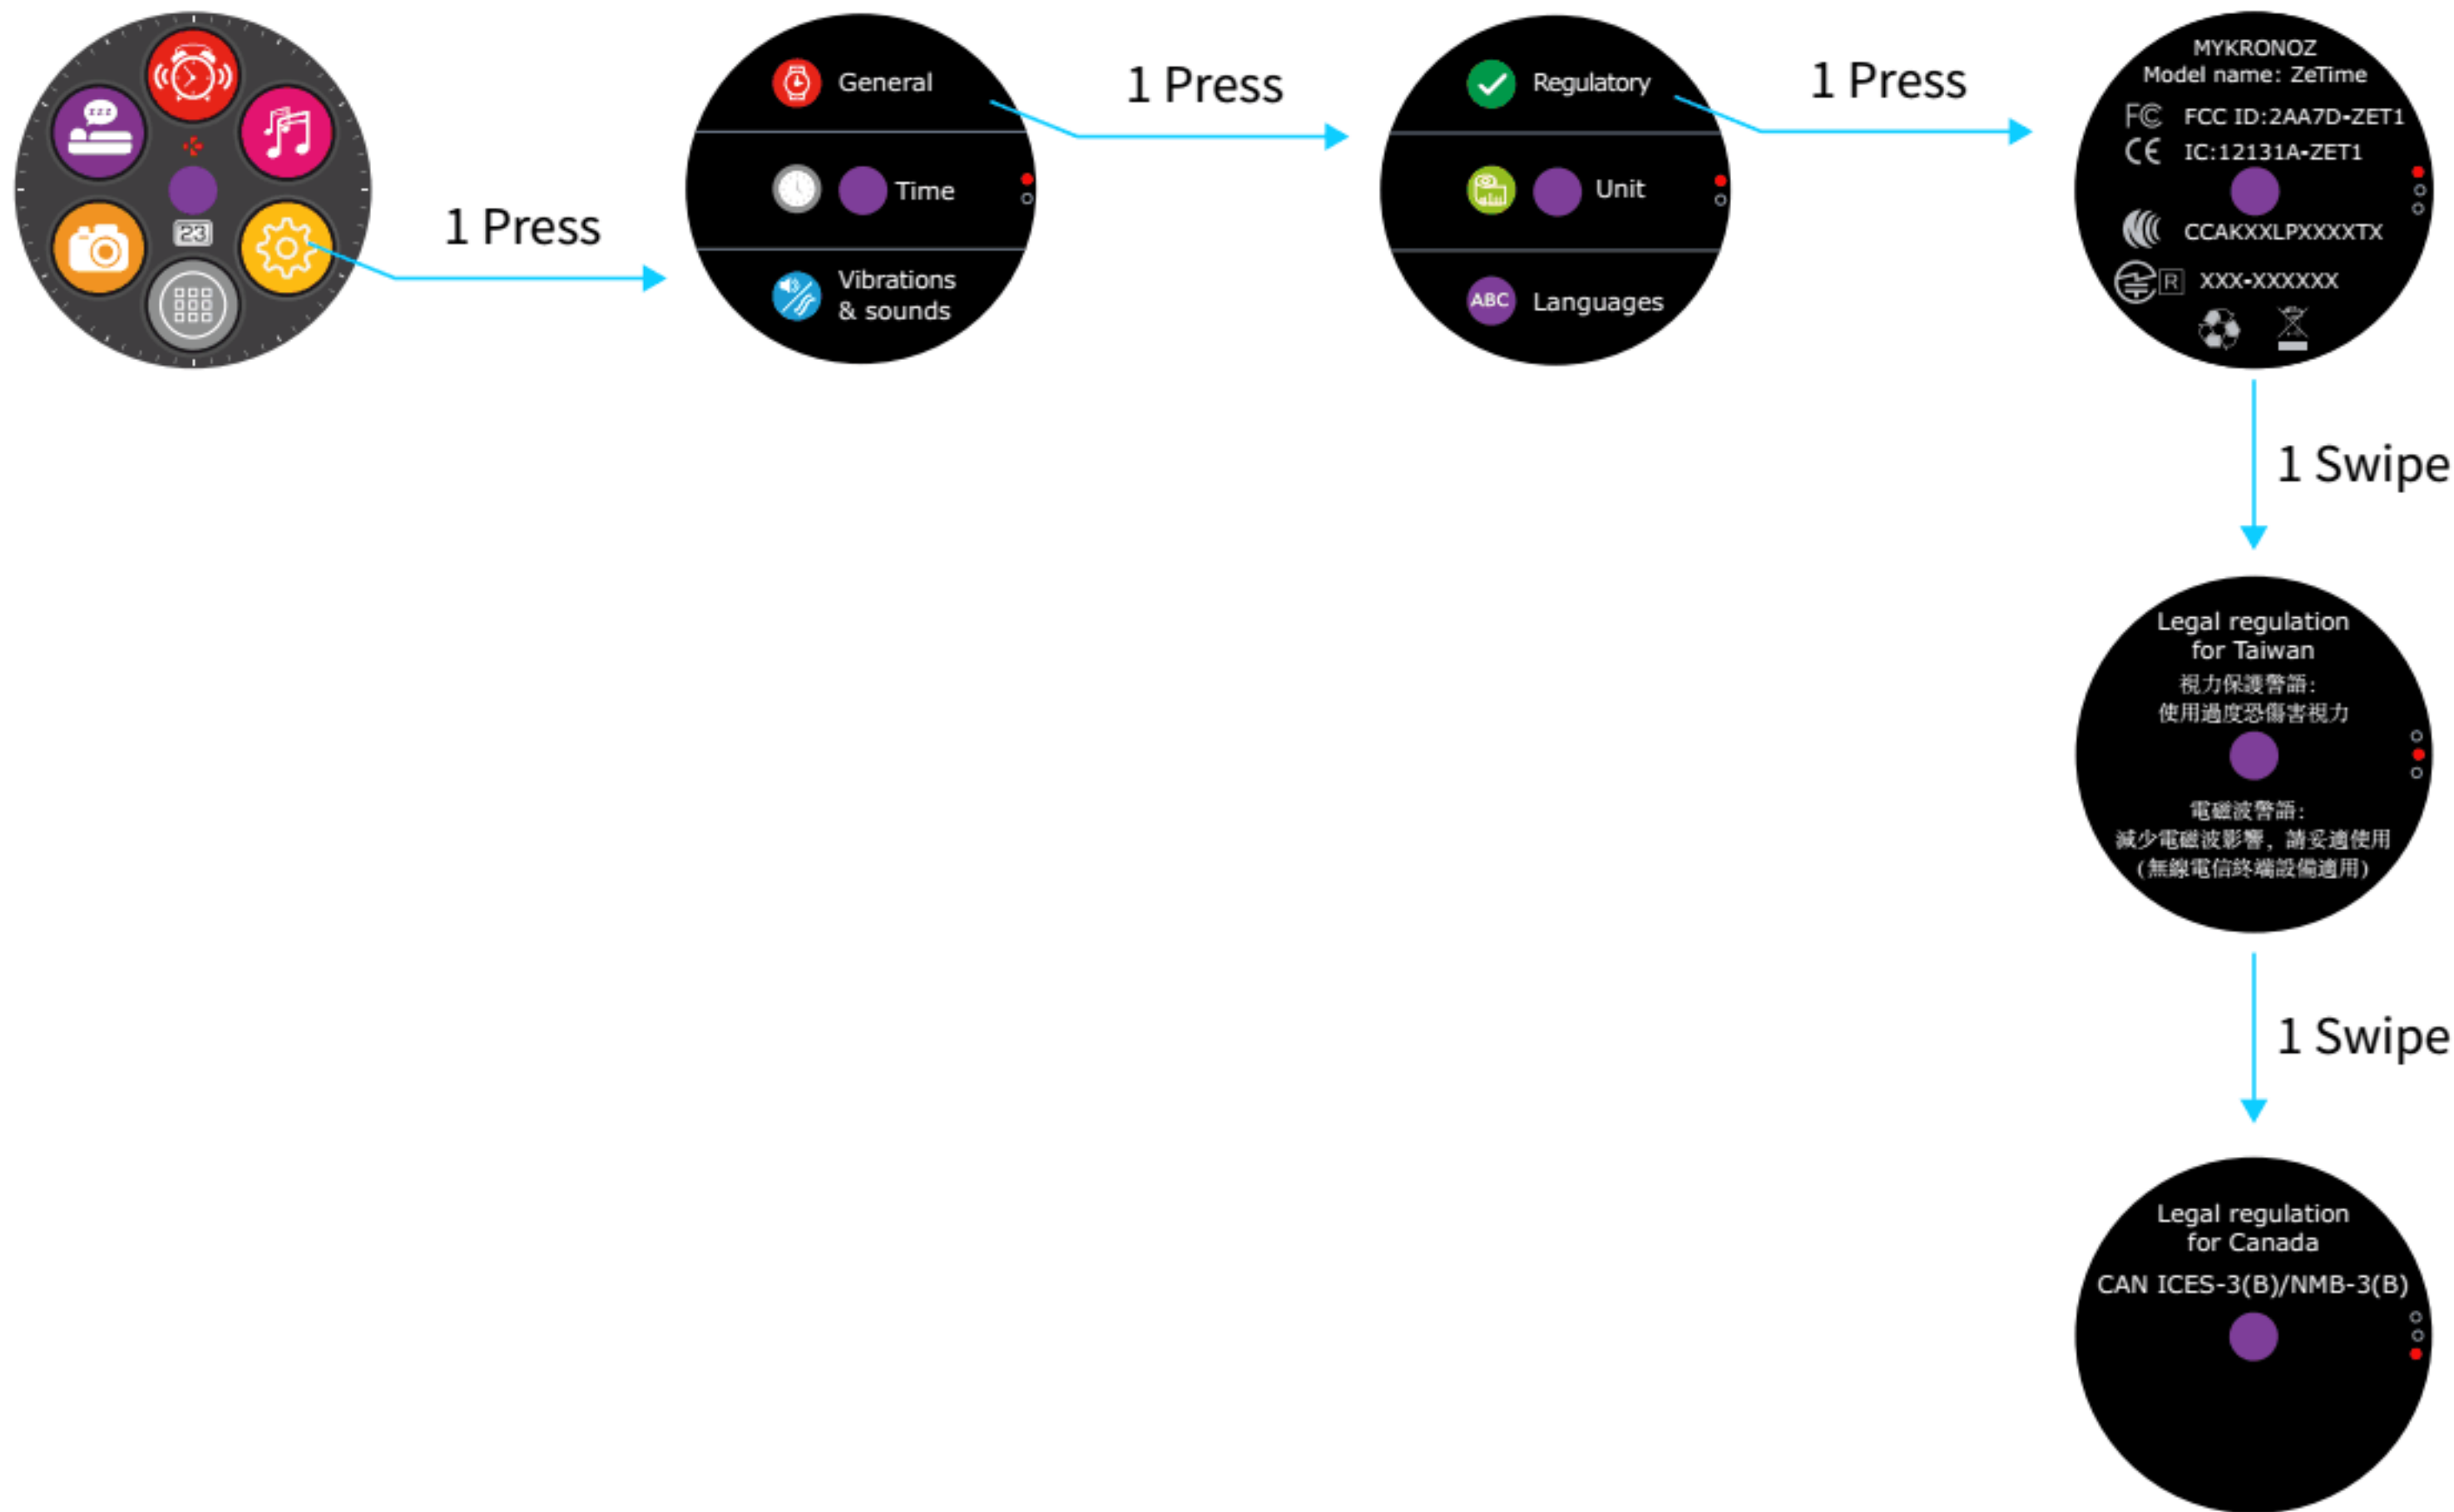 zzz
23
1 Press
General
Time
Vibrations
& sounds
1 Press
Regulatory
Unit
ABC
Languages
1 Press
MYKRONOZ
Model name: ZeTime
FC FCC ID:2AA7D-ZET1
CE IC:12131A-ZET1
CCAKXXLPXXXXTX
R XXX-XXXXXX
1 Swipe
Legal regulation
for Taiwan
視力保護警語:
使用過度恐傷害視力
電磁波警語:
減少電磁波影響，請妥適使用
(無線電信終端設備適用)
1 Swipe
Legal regulation
for Canada
CAN ICES-3(B)/NMB-3(B)